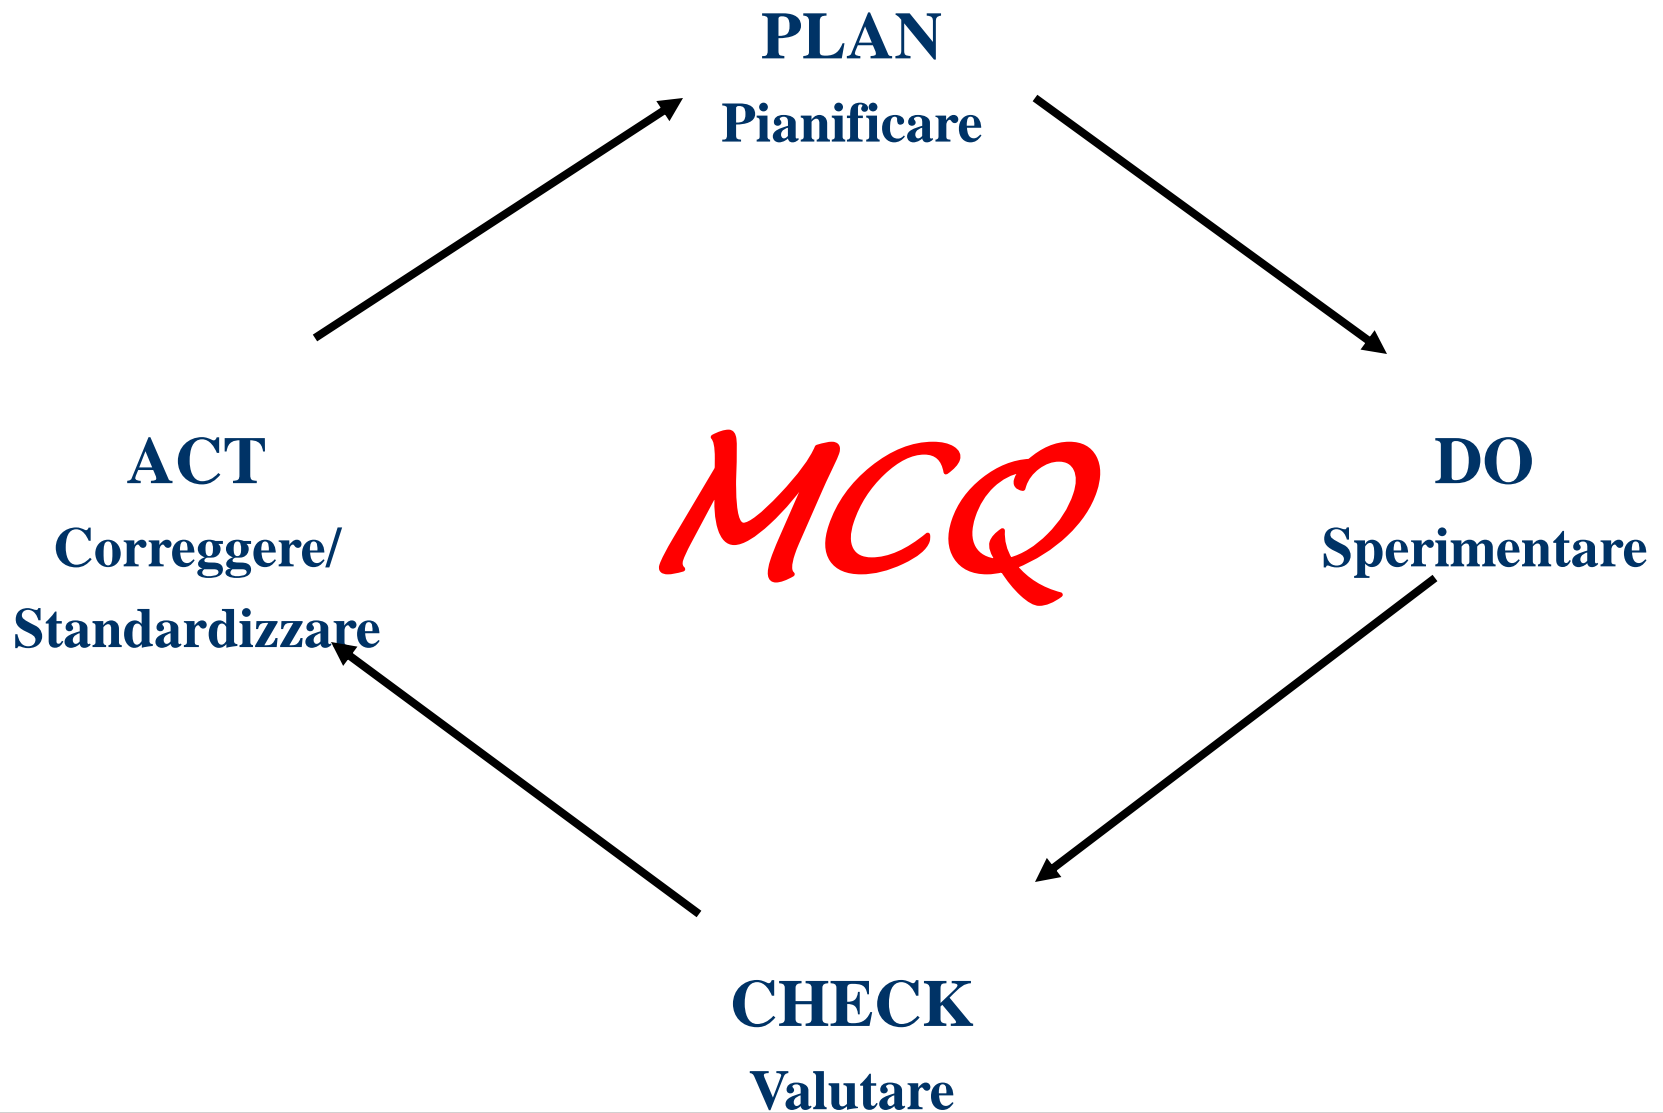 PLAN
Pianificare
ACT
Correggere/
Standardizzare
MCQ
DO
Sperimentare
CHECK
Valutare